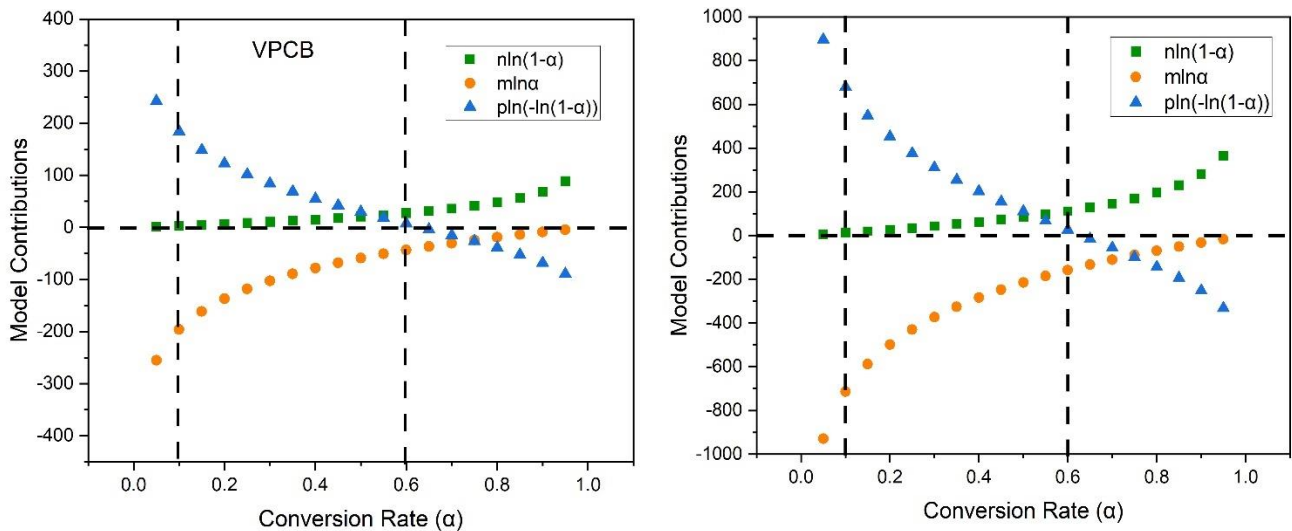 VPCB
nln(1-α)
mlnα
pln(-ln(1-α))
Model Contributions
400
300
200
100
0
-100
-200
-300
-400
0.0 0.2 0.4 0.6 0.8 1.0
Conversion Rate (α)
nln(1-α)
mlnα
pln(-ln(1-α))
Model Contributions
1000
800
600
400
200
0
-200
-400
-600
-800
-1000
0.0 0.2 0.4 0.6 0.8 1.0
Conversion Rate (α)